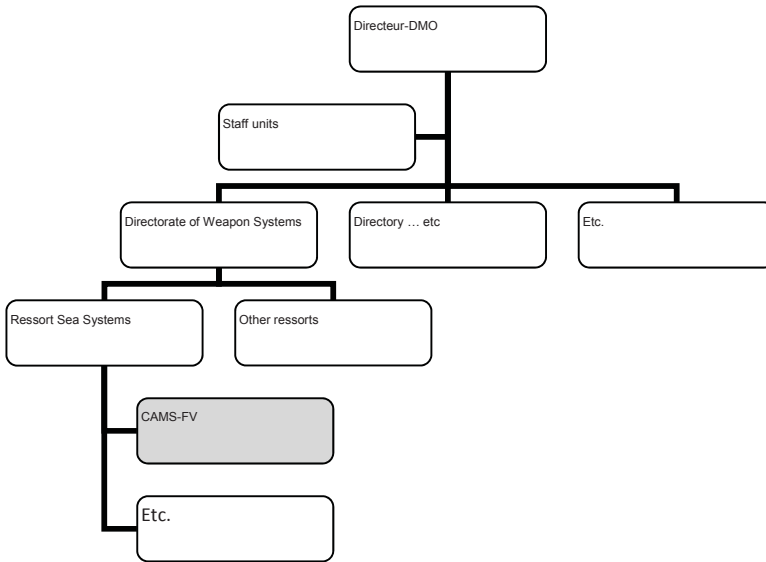 Directeur-DMO
Staff units
Directorate of Weapon Systems
Directory … etc
Etc.
Ressort Sea Systems
Other ressorts
CAMS-FV
Etc.